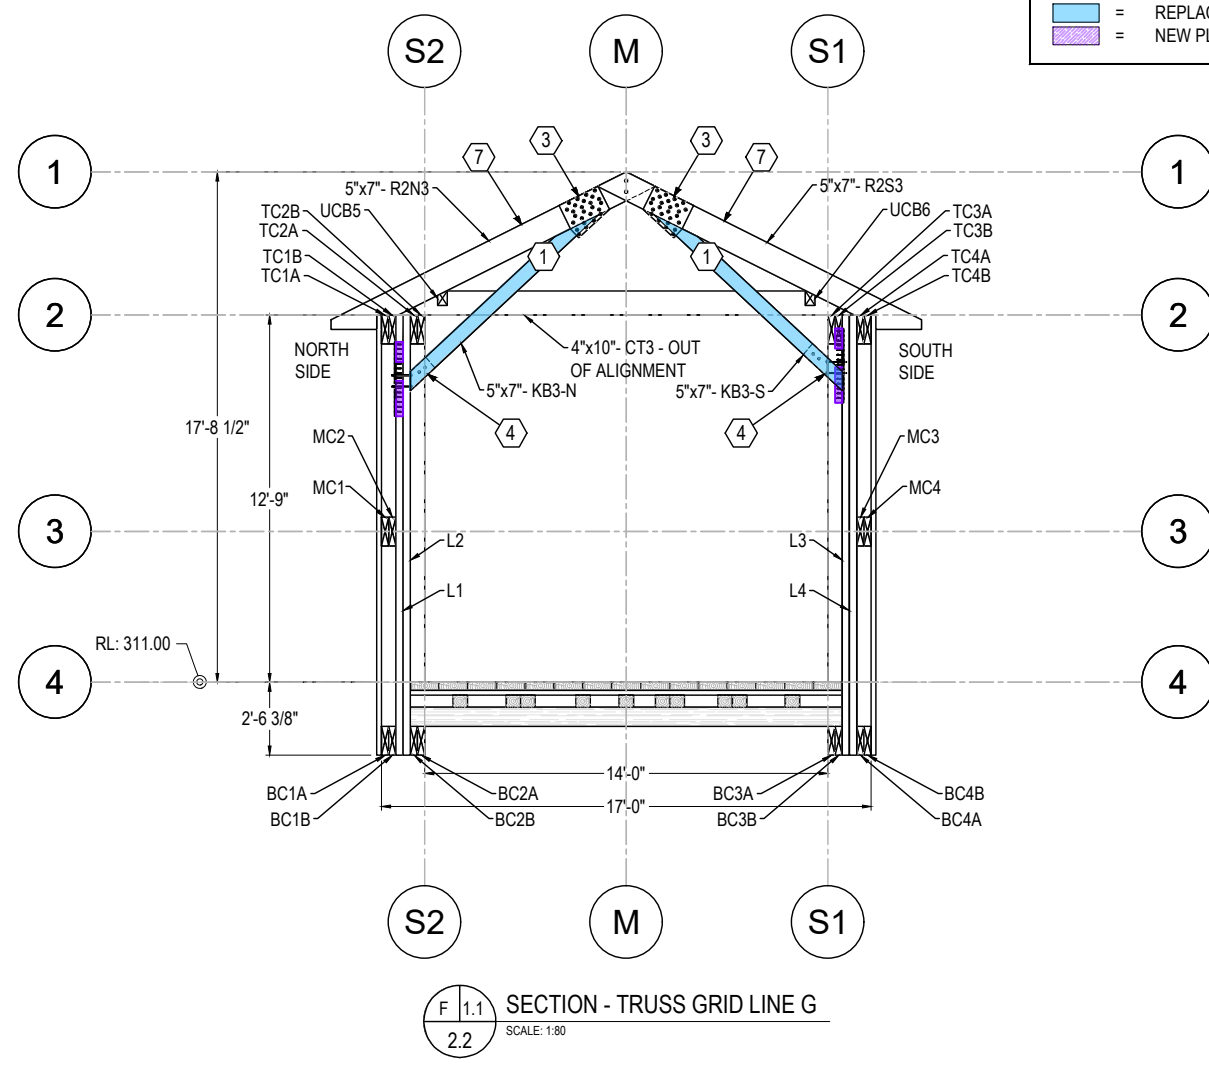 = REPLAC
= NEW PL
S2 M S1
1 1
7 3 3 7
5"x7"- R2N3 5"x7"- R2S3
TC2B UCB5 UCB6 TC3A
TC2A TC3B
TC1B 1 1 TC4A
TC1A TC4B
2 2
NORTH SIDE
4"x10"- CT3 - OUT OF ALIGNMENT
SOUTH SIDE
5"x7"- KB3-N 5"x7"- KB3-S
17'-8 1/2"
4 4
MC2 MC3
MC1 MC4
12'-9"
3 3
L2 L3
L1 L4
RL: 311.00
4 4
2'-6 3/8"
14'-0"
BC1A BC2A BC3A BC4B
17'-0"
BC1B BC2B BC3B BC4A
S2 M S1
F 1.1
2.2
SECTION - TRUSS GRID LINE G
SCALE: 1:80